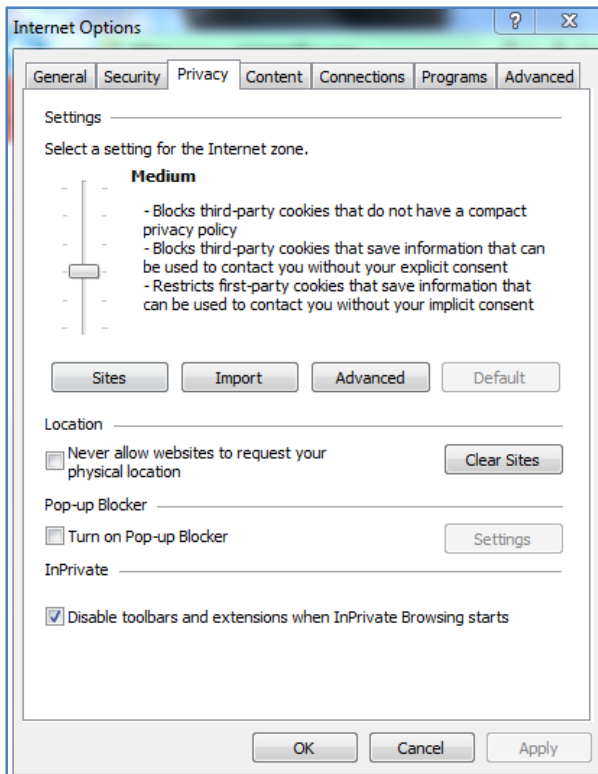 Internet Options
General Security Privacy Content Connections Programs Advanced
Settings
Select a setting for the Internet zone.
Medium
- Blocks third-party cookies that do not have a compact
privacy policy
- Blocks third-party cookies that save information that can
be used to contact you without your explicit consent
- Restricts first-party cookies that save information that
can be used to contact you without your implicit consent
Sites Import Advanced Default
Location
Never allow websites to request your
physical location
Clear Sites
Pop-up Blocker
Turn on Pop-up Blocker
Settings
InPrivate
Disable toolbars and extensions when InPrivate Browsing starts
OK Cancel Apply